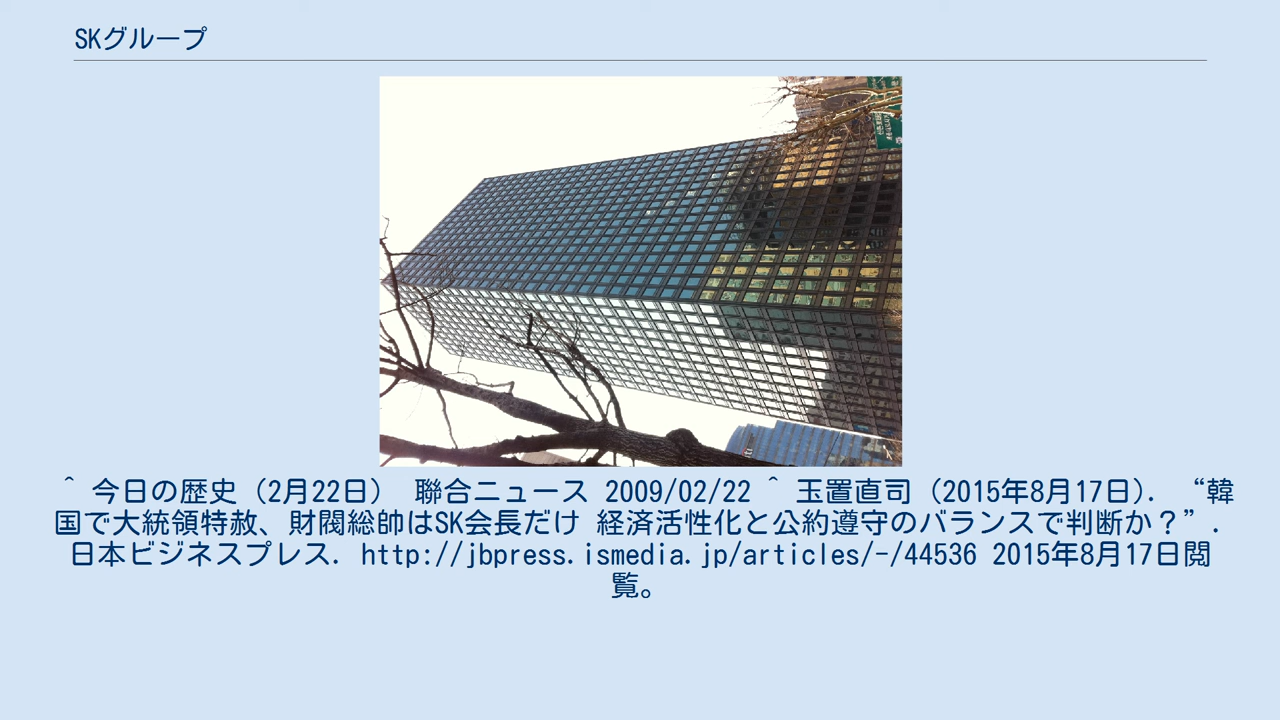 SKグループ
^ 今日の歴史（2月22日） 聯合ニュース 2009/02/22 ^ 玉置直司（2015年8月17日）. “韓
国で大統領特赦、財閥総帥はSK会長だけ 経済活性化と公約遵守のバランスで判断か？”.
日本ビジネスプレス. http://jbpress.ismedia.jp/articles/-/44536 2015年8月17日閲
覧。